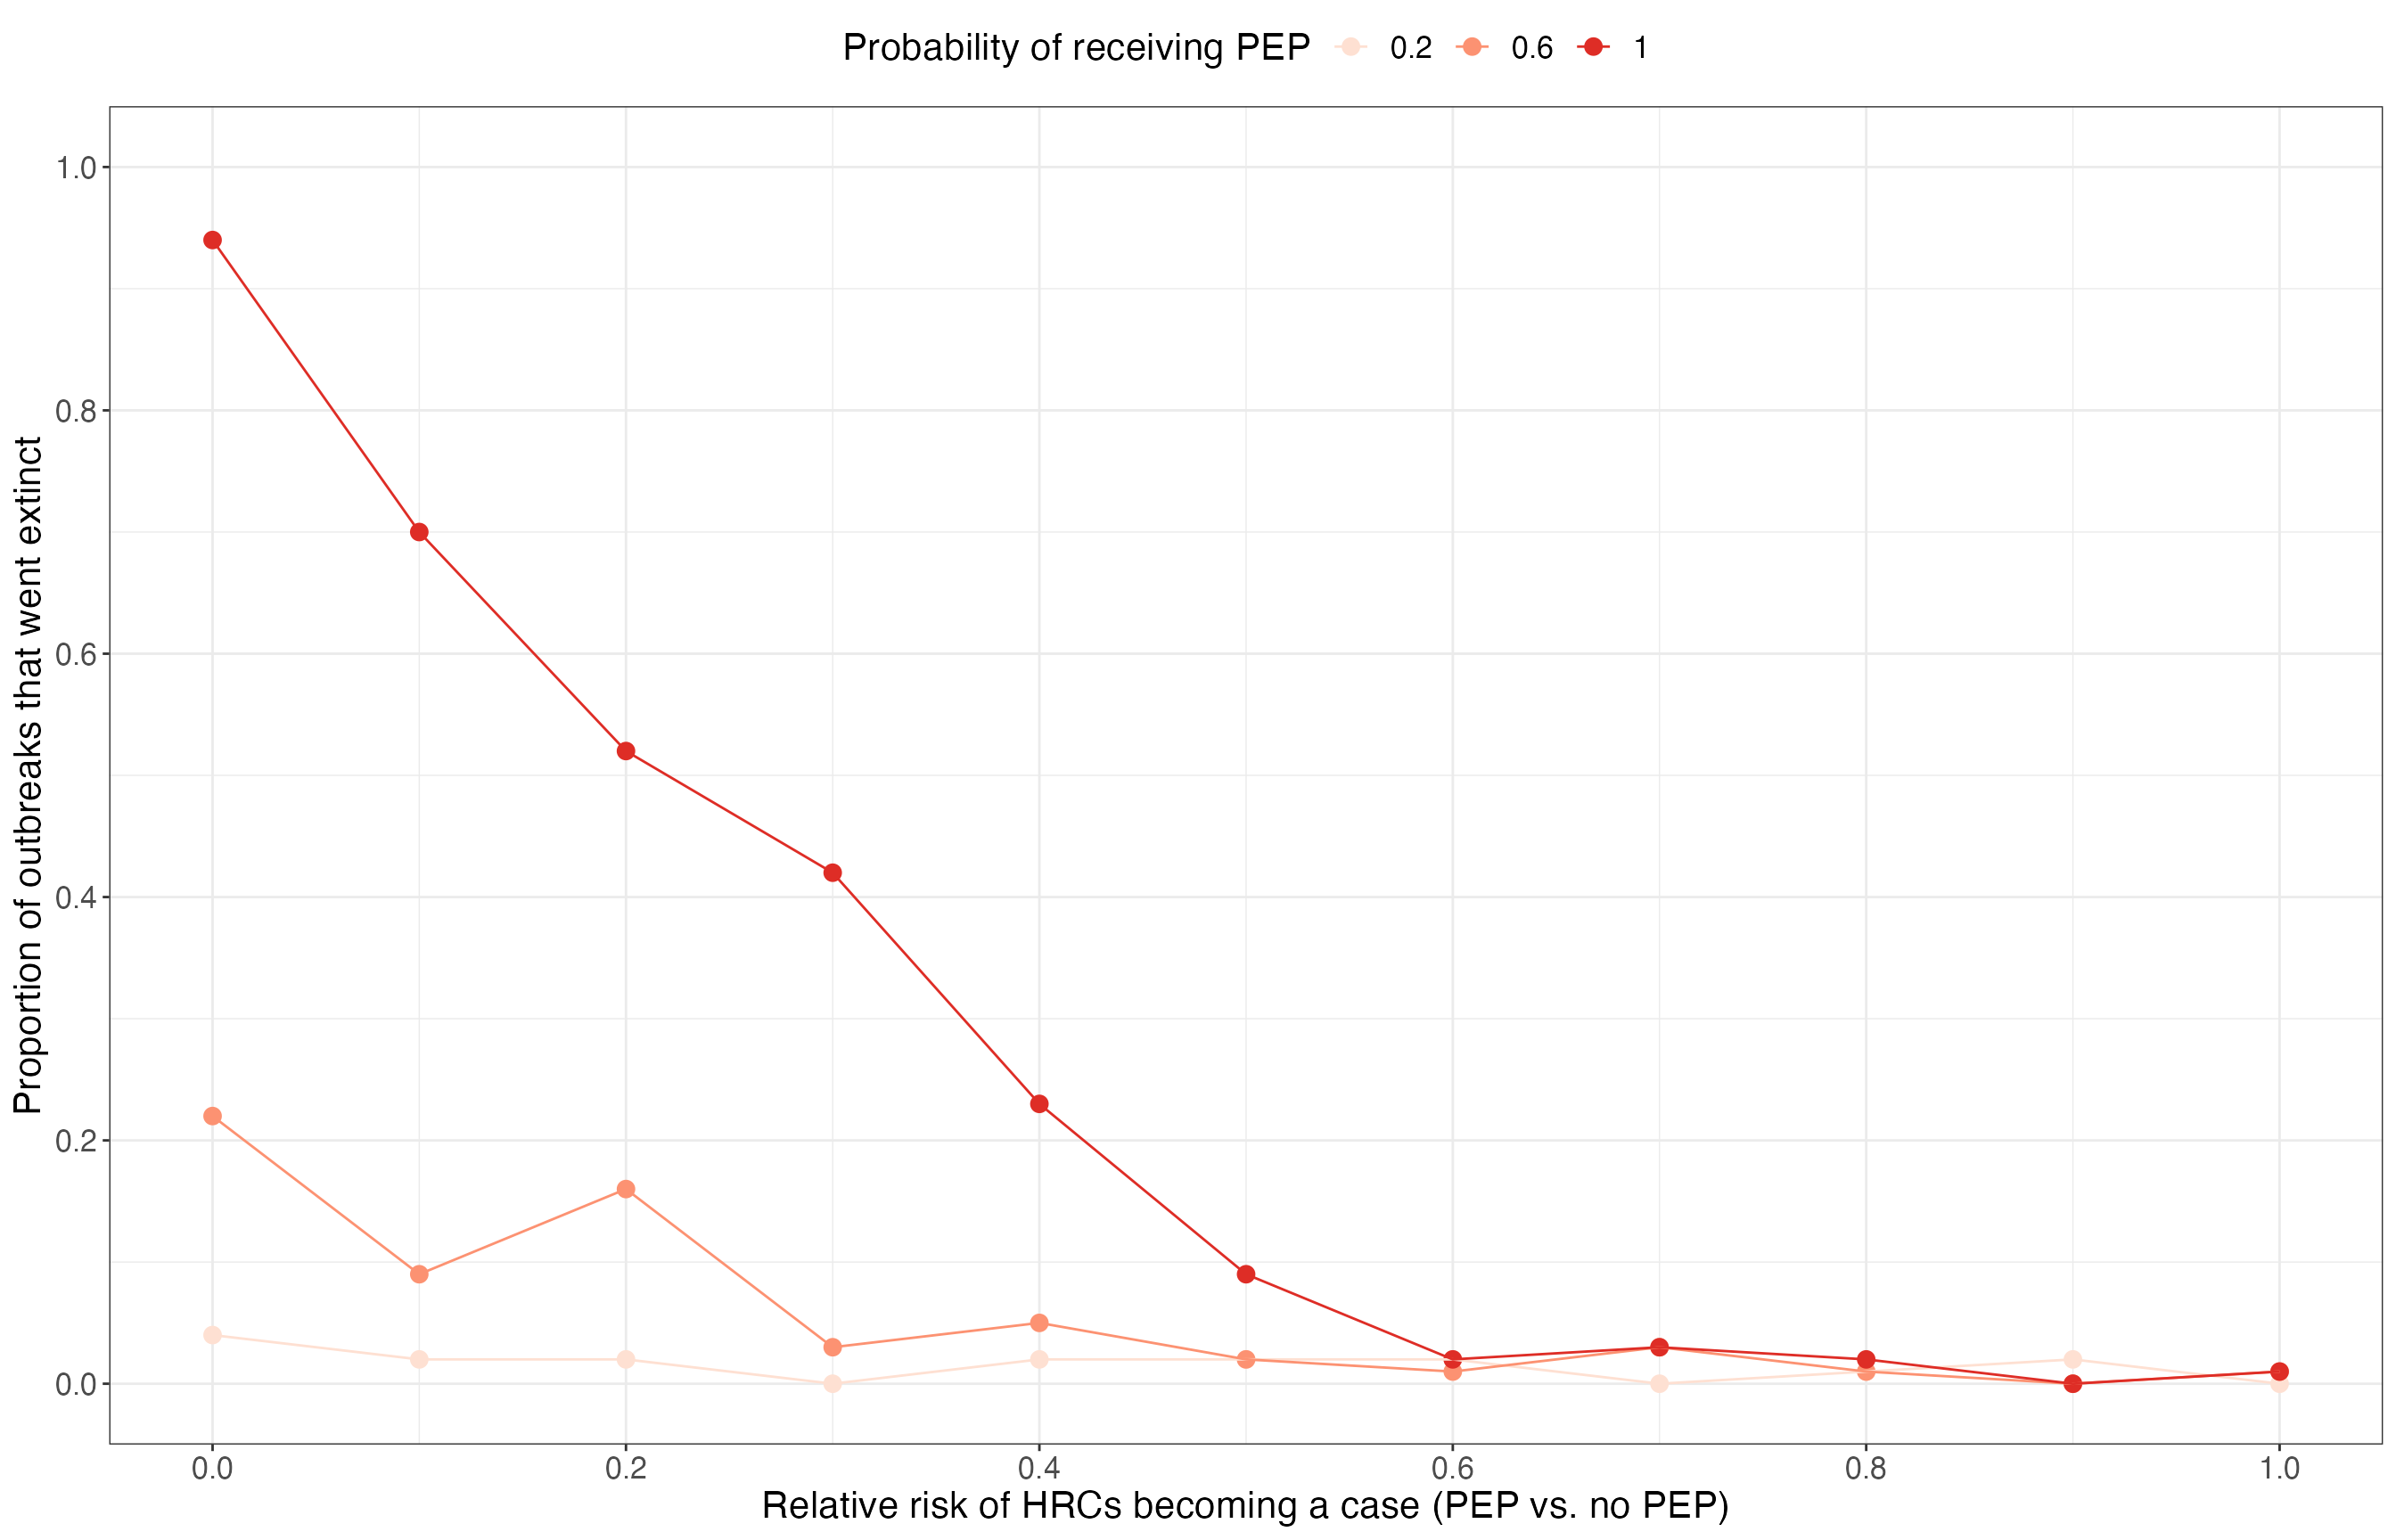 Probability of receiving PEP 0.2 0.6 1
Proportion of outbreaks that went extinct
1.0
0.8
0.6
0.4
0.2
0.0
0.0 0.2 0.4 0.6 0.8 1.0
Relative risk of HRCs becoming a case (PEP vs. no PEP)